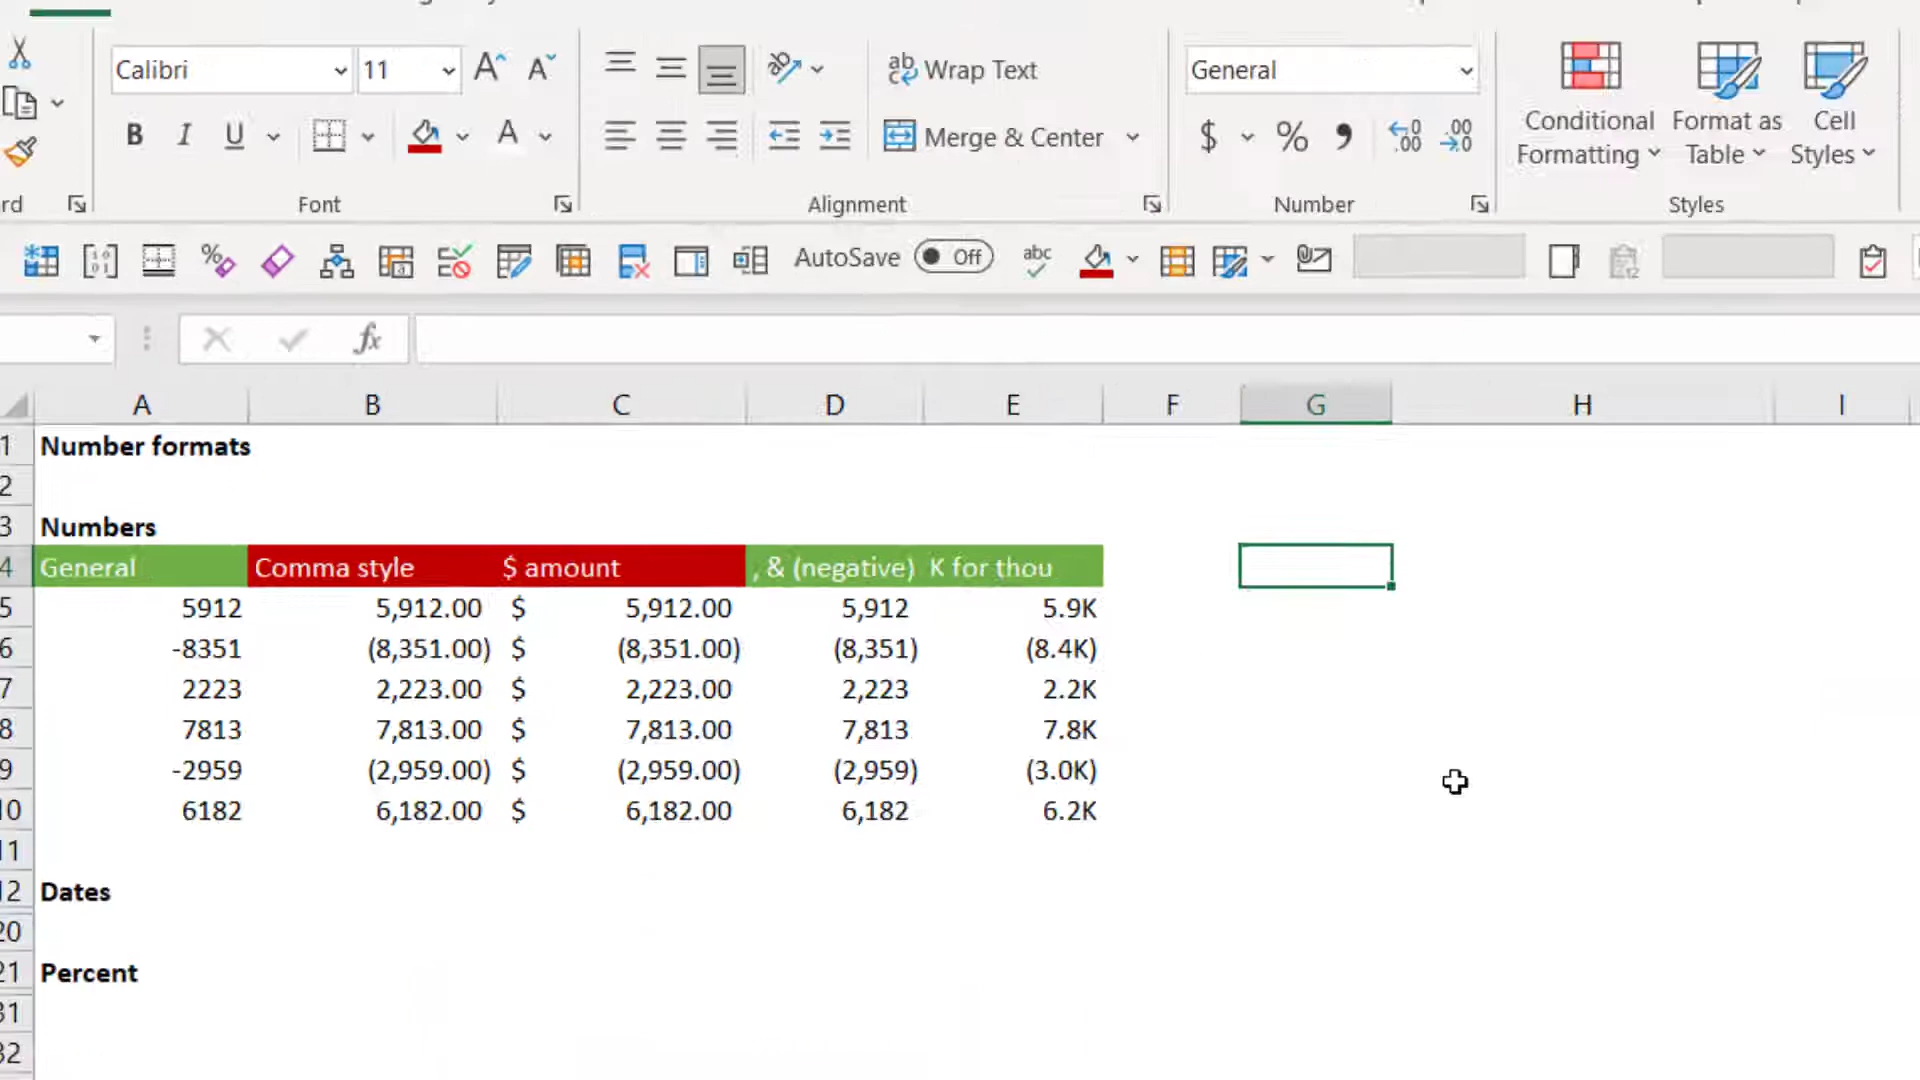 Calibri 11 Wrap Text General
B I U A Merge & Center $ % Conditional Formatting Format as Table Cell Styles
rd Font Alignment Number Styles
AutoSave Off abc
fx
A B C D E F G H I
1 Number formats
2
3 Numbers
4 General Comma style $ amount , & (negative) K for thou
5 5912 5,912.00 $ 5,912.00 5,912 5.9K
6 -8351 (8,351.00) $ (8,351.00) (8,351) (8.4K)
7 2223 2,223.00 $ 2,223.00 2,223 2.2K
8 7813 7,813.00 $ 7,813.00 7,813 7.8K
9 -2959 (2,959.00) $ (2,959.00) (2,959) (3.0K)
10 6182 6,182.00 $ 6,182.00 6,182 6.2K
11
12 Dates
20
21 Percent
31
32